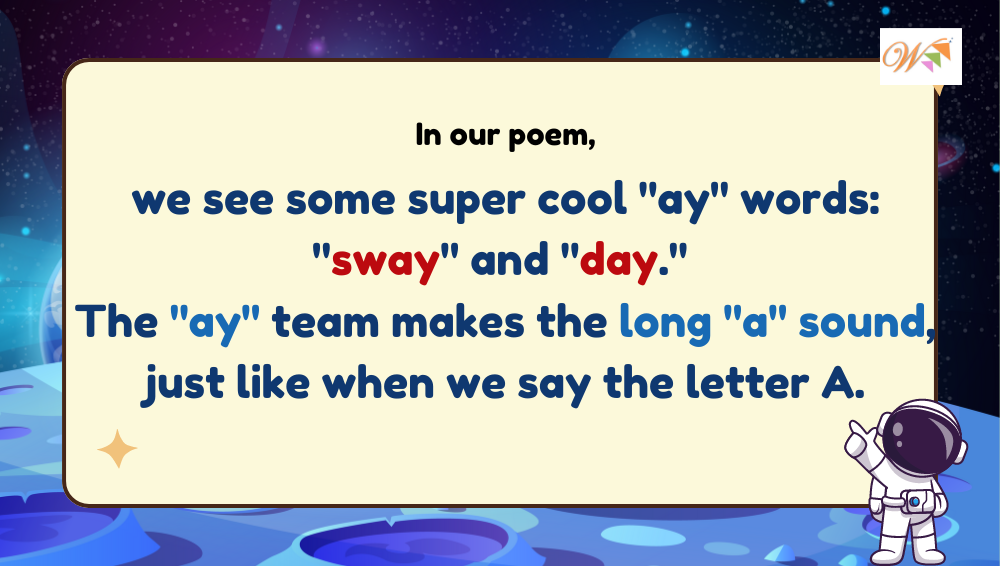 In our poem,
we see some super cool "ay" words:
"sway" and "day."
The "ay" team makes the long "a" sound,
just like when we say the letter A.
W